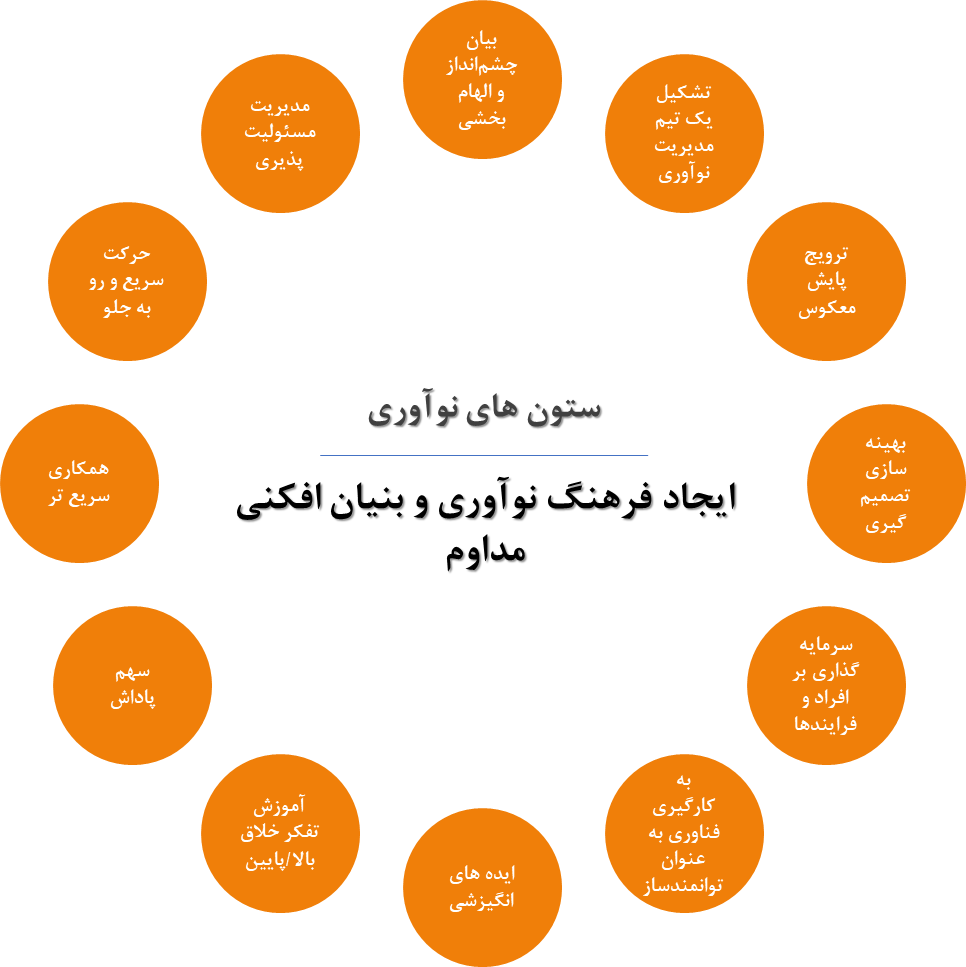 بیان
چشم‌انداز
و الهام
بخشی
تشکیل
یک تیم
مدیریت
نوآوری
ترویج
پایش
معکوس
بهینه
سازی
تصمیم
گیری
سرمایه
گذاری بر
افراد و
فرایندها
به
کارگیری
فناوری به
عنوان
توانمندساز
ایده های
انگیزشی
آموزش
تفکر خلاق
بالا/پایین
سهم
پاداش
همکاری
سریع تر
حرکت
سریع و رو
به جلو
مدیریت
مسئولیت
پذیری
ستون های نوآوری
ایجاد فرهنگ نوآوری و بنیان افکنی
مداوم